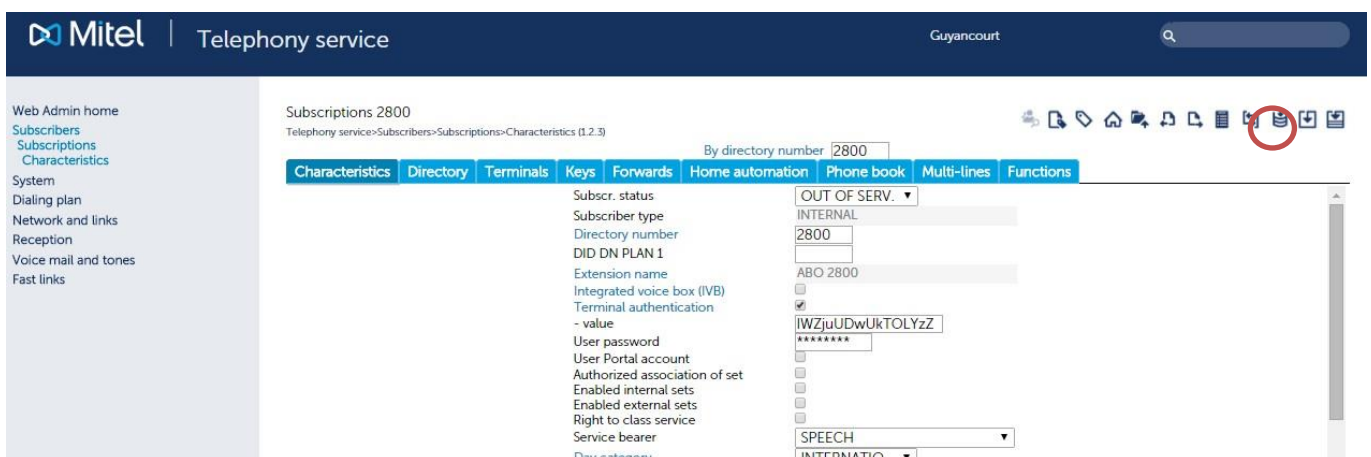 Mitel | Telephony service
Guyancourt
Web Admin home
Subscribers
Subscriptions
Characteristics
System
Dialing plan
Network and links
Reception
Voice mail and tones
Fast links
Subscriptions 2800
Telephony service>Subscribers>Subscriptions>Characteristics (1.2.3)
By directory number 2800
Characteristics Directory Terminals Keys Forwards Home automation Phone book Multi-lines Functions
Subscr. status OUT OF SERV.
Subscriber type INTERNAL
Directory number 2800
DID DN PLAN 1
Extension name ABO 2800
Integrated voice box (IVB)
Terminal authentication
- value IWZjuUDwUkTOLYzZ
User password ********
User Portal account
Authorized association of set
Enabled internal sets
Enabled external sets
Right to class service
Service bearer SPEECH
Day category INTERNATIO